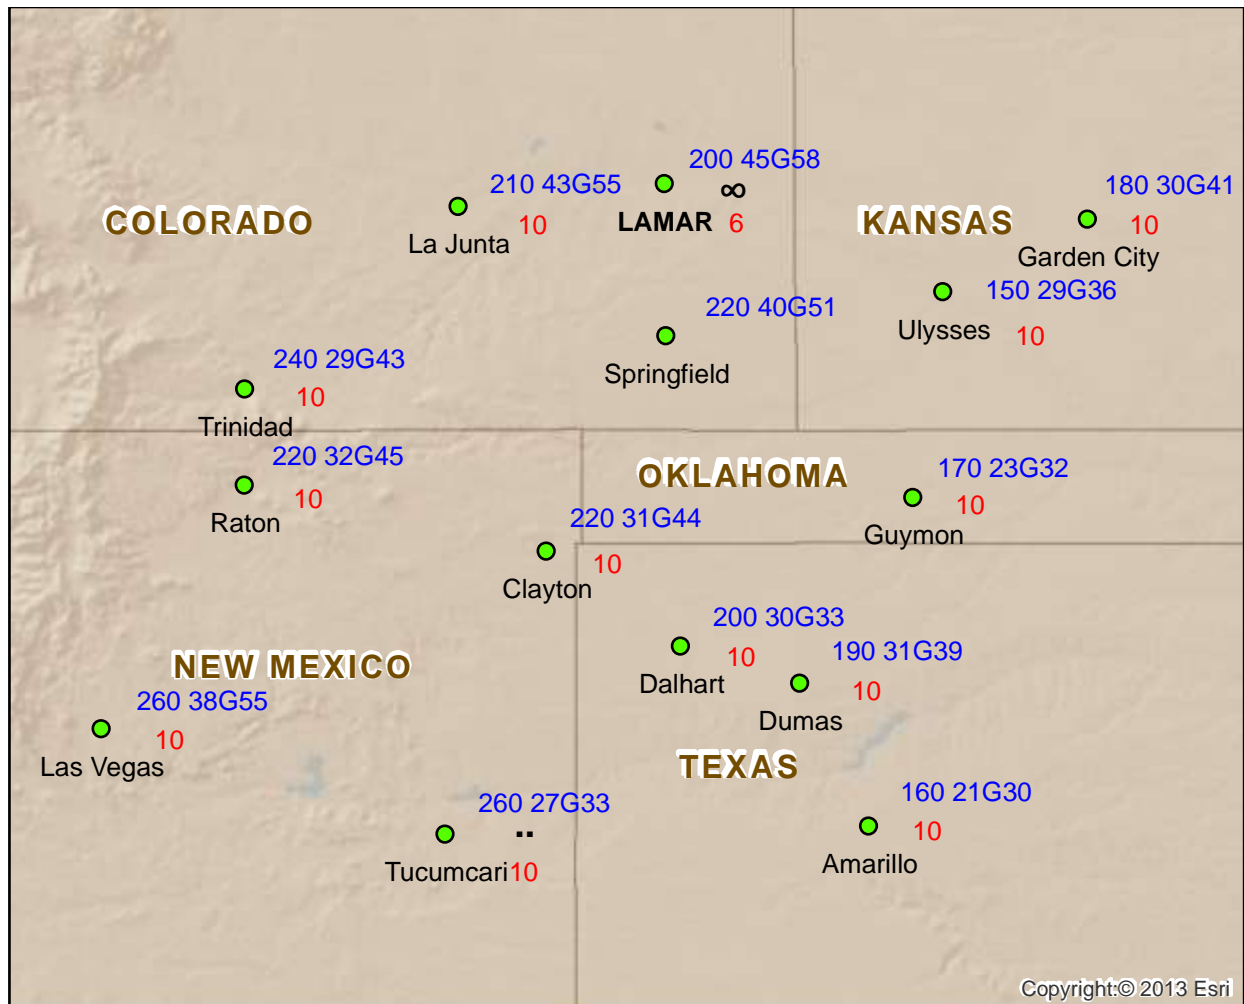 200 45G58
210 43G55
∞
180 30G41
COLORADO
La Junta
10
LAMAR
6
KANSAS
10
Garden City
150 29G36
Ulysses
10
220 40G51
Springfield
240 29G43
10
Trinidad
220 32G45
10
Raton
OKLAHOMA
170 23G32
10
Guymon
220 31G44
10
Clayton
200 30G33
10
Dalhart
190 31G39
10
Dumas
NEW MEXICO
260 38G55
10
Las Vegas
TEXAS
260 27G33
..
Tucumcari
10
160 21G30
10
Amarillo
Copyright:© 2013 Esri